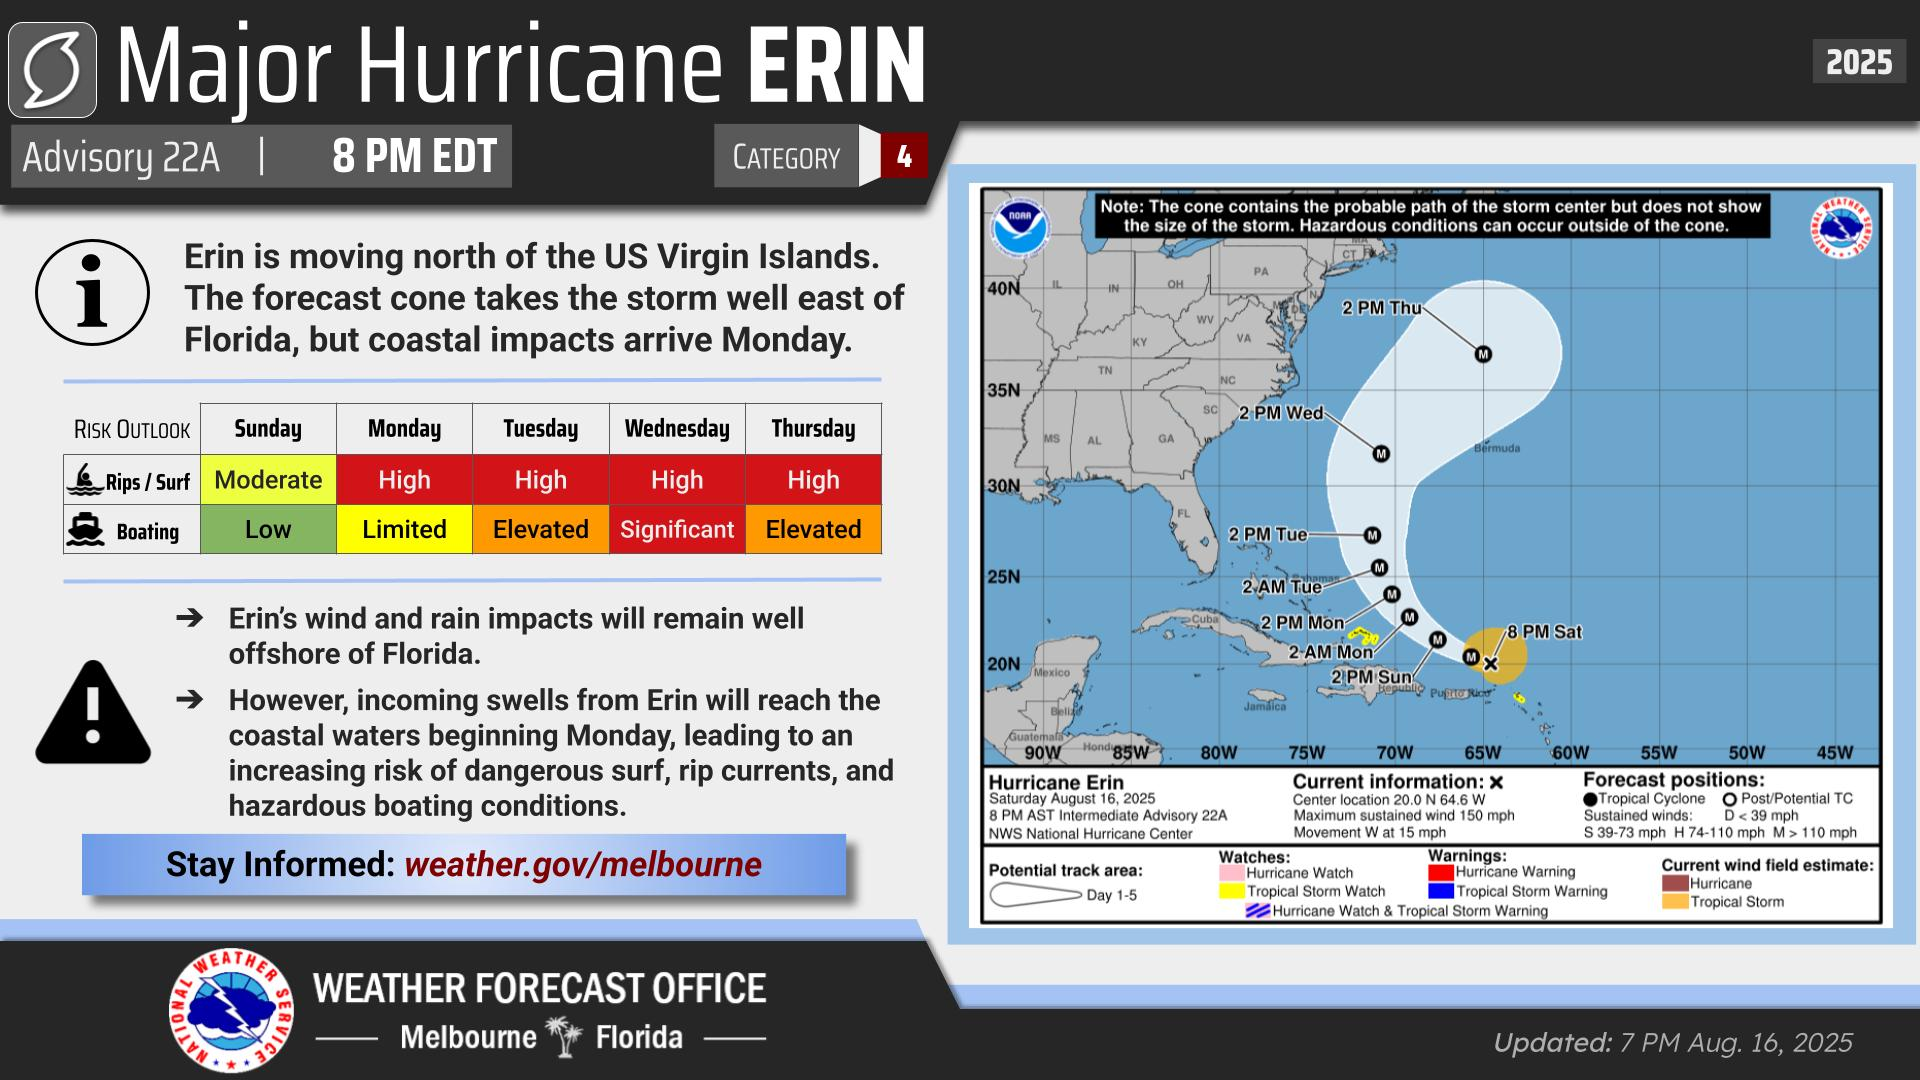 Major Hurricane ERIN
2025
Advisory 22A | 8 PM EDT
CATEGORY 4
Erin is moving north of the US Virgin Islands.
The forecast cone takes the storm well east of
Florida, but coastal impacts arrive Monday.
RISK OUTLOOK Sunday Monday Tuesday Wednesday Thursday
Rips / Surf Moderate High High High High
Boating Low Limited Elevated Significant Elevated
➔ Erin's wind and rain impacts will remain well
offshore of Florida.
➔ However, incoming swells from Erin will reach the
coastal waters beginning Monday, leading to an
increasing risk of dangerous surf, rip currents, and
hazardous boating conditions.
Stay Informed: weather.gov/melbourne
NATIONAL WEATHER SERVICE
WEATHER FORECAST OFFICE
Melbourne Florida
Note: The cone contains the probable path of the storm center but does not show
the size of the storm. Hazardous conditions can occur outside of the cone.
NOAA
NATIONAL WEATHER SERVICE
MA
CT
PA
IL
IN
OH
NJ
DE
40N
2 PM Thu
WV
VA
KY
TN
35N
NC
SC
2 PM Wed
MS
AL
GA
Bermuda
30N
FL
2 PM Tue
25N
Bahamas
2 AM Tue
Cuba
2 PM Mon
8 PM Sat
2 AM Mon
20N
Mexico
2 PM Sun
Republic
Puerto Rico
Jamaica
Belize
Guatemala
90W 85W 80W 75W 70W 65W 60W 55W 50W 45W
Hurricane Erin
Saturday August 16, 2025
8 PM AST Intermediate Advisory 22A
NWS National Hurricane Center
Current information: ×
Center location 20.0 N 64.6 W
Maximum sustained wind 150 mph
Movement W at 15 mph
Forecast positions:
Tropical Cyclone Post/Potential TC
Sustained winds: D < 39 mph
S 39-73 mph H 74-110 mph M > 110 mph
Potential track area:
Day 1-5
Watches:
Hurricane Watch
Tropical Storm Watch
Warnings:
Hurricane Warning
Tropical Storm Warning
Hurricane Watch & Tropical Storm Warning
Current wind field estimate:
Hurricane
Tropical Storm
Updated: 7 PM Aug. 16, 2025